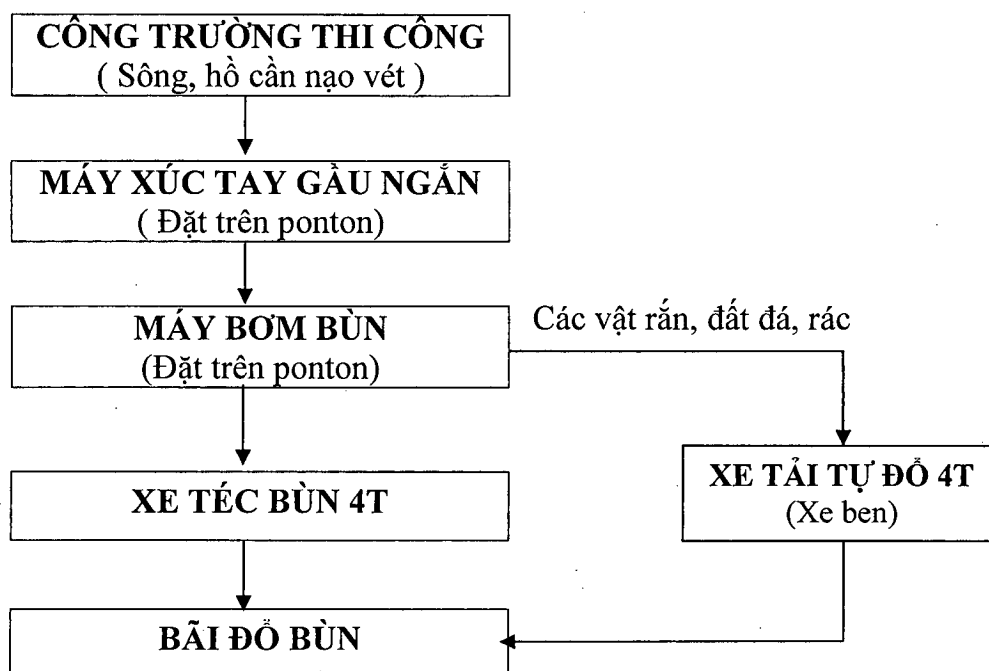 CÔNG TRƯỜNG THI CÔNG
( Sông, hồ cần nạo vét )
MÁY XÚC TAY GẦU NGẮN
( Đặt trên ponton)
MÁY BƠM BÙN
(Đặt trên ponton)
Các vật rắn, đất đá, rác
XE TÉC BÙN 4T
XE TẢI TỰ ĐỔ 4T
(Xe ben)
BÃI ĐỔ BÙN